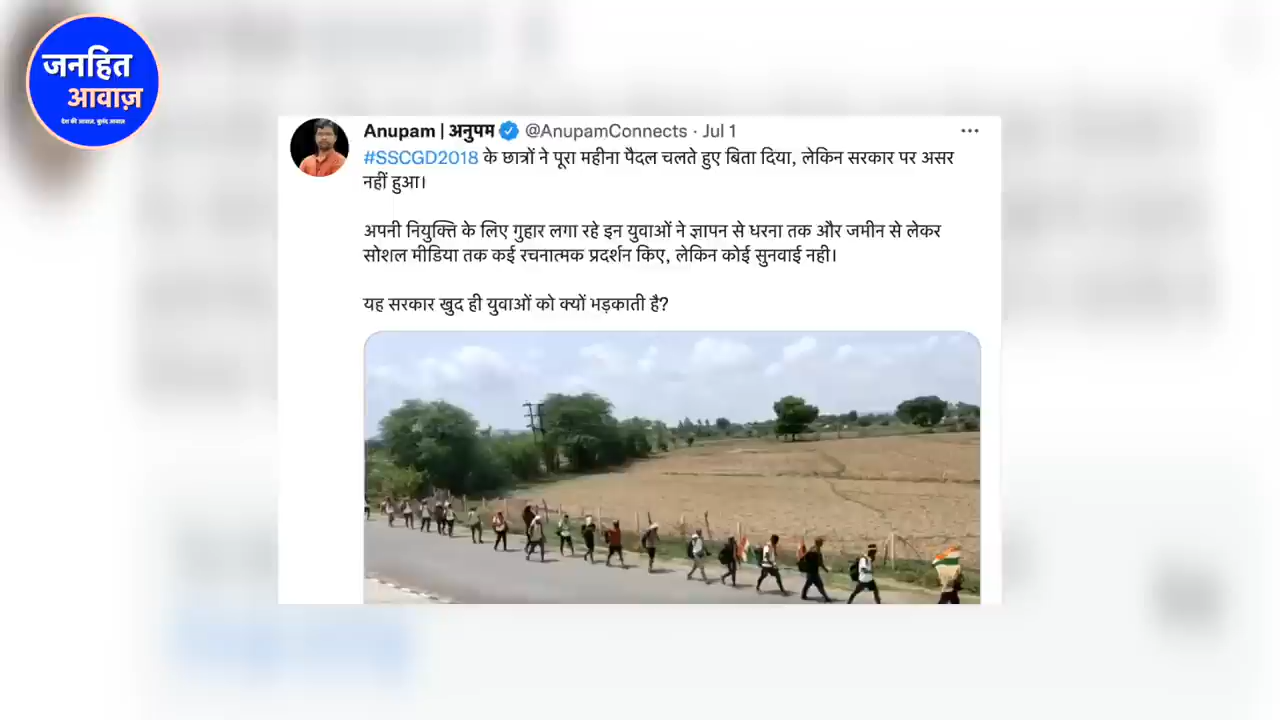 जनहित
आवाज़
देश की आवाज़, बुलंद आवाज़
Anupam | अनुपम @AnupamConnects · Jul 1
#SSCGD2018 के छात्रों ने पूरा महीना पैदल चलते हुए बिता दिया, लेकिन सरकार पर असर
नहीं हुआ।
अपनी नियुक्ति के लिए गुहार लगा रहे इन युवाओं ने ज्ञापन से धरना तक और जमीन से लेकर
सोशल मीडिया तक कई रचनात्मक प्रदर्शन किए, लेकिन कोई सुनवाई नही।
यह सरकार खुद ही युवाओं को क्यों भड़काती है?